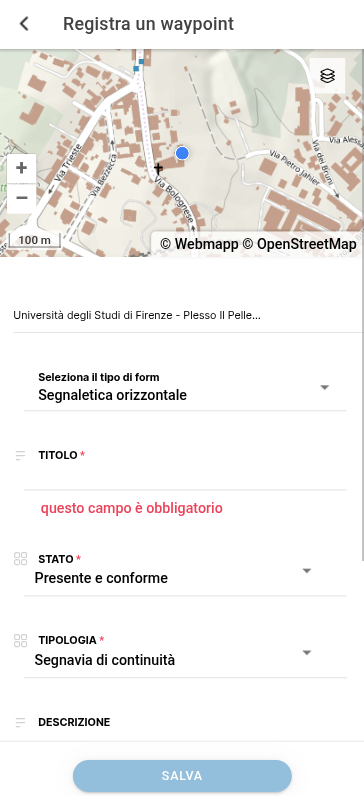 Registra un waypoint
Via Trieste
Via Bezzecca
Via Bolognese
Via Pietro Jahier
Via dei Bruni
Via Aless
+
−
100 m
© Webmapp © OpenStreetMap
Università degli Studi di Firenze - Plesso Il Pelle...
Seleziona il tipo di form
Segnaletica orizzontale
TITOLO *
questo campo è obbligatorio
STATO *
Presente e conforme
TIPOLOGIA *
Segnavia di continuità
DESCRIZIONE
SALVA